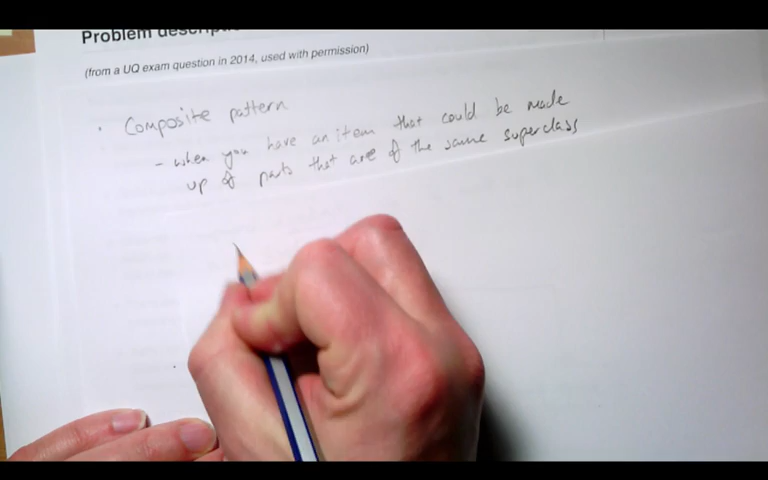 Problem descrip
(from a UQ exam question in 2014, used with permission)
• Composite pattern
- when you have an item that could be made
up of parts that are of the same superclass